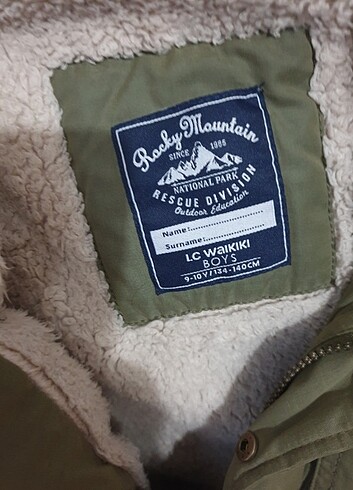 Rocky Mountain
SINCE 1986
NATIONAL PARK
RESCUE DIVISION
Outdoor Education
Name:........................
Surname:.....................
LC WAIKIKI
BOYS
9-10Y/134-140CM